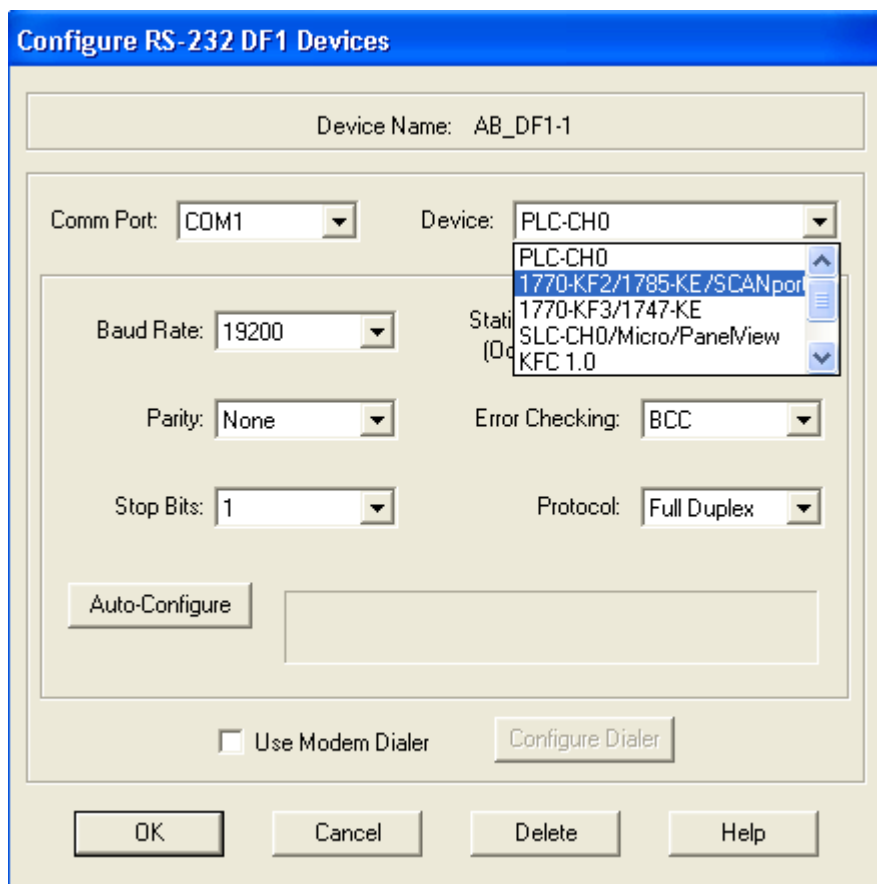 Configure RS-232 DF1 Devices
Device Name: AB_DF1-1
Comm Port: COM1 Device: PLC-CH0
PLC-CH0
1770-KF2/1785-KE/SCANport
1770-KF3/1747-KE
SLC-CH0/Micro/PanelView
KFC 1.0
Baud Rate: 19200
Parity: None Error Checking: BCC
Stop Bits: 1 Protocol: Full Duplex
Auto-Configure
Use Modem Dialer Configure Dialer
OK Cancel Delete Help